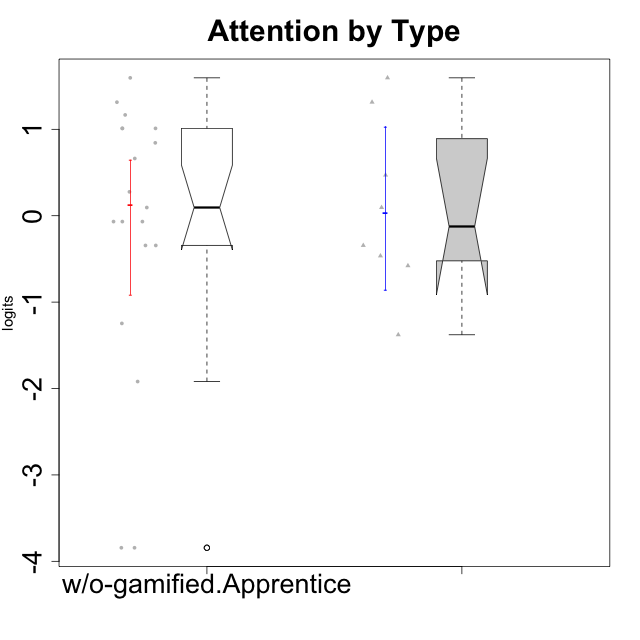 Attention by Type
1
0
-1
-2
-3
-4
logits
w/o-gamified.Apprentice